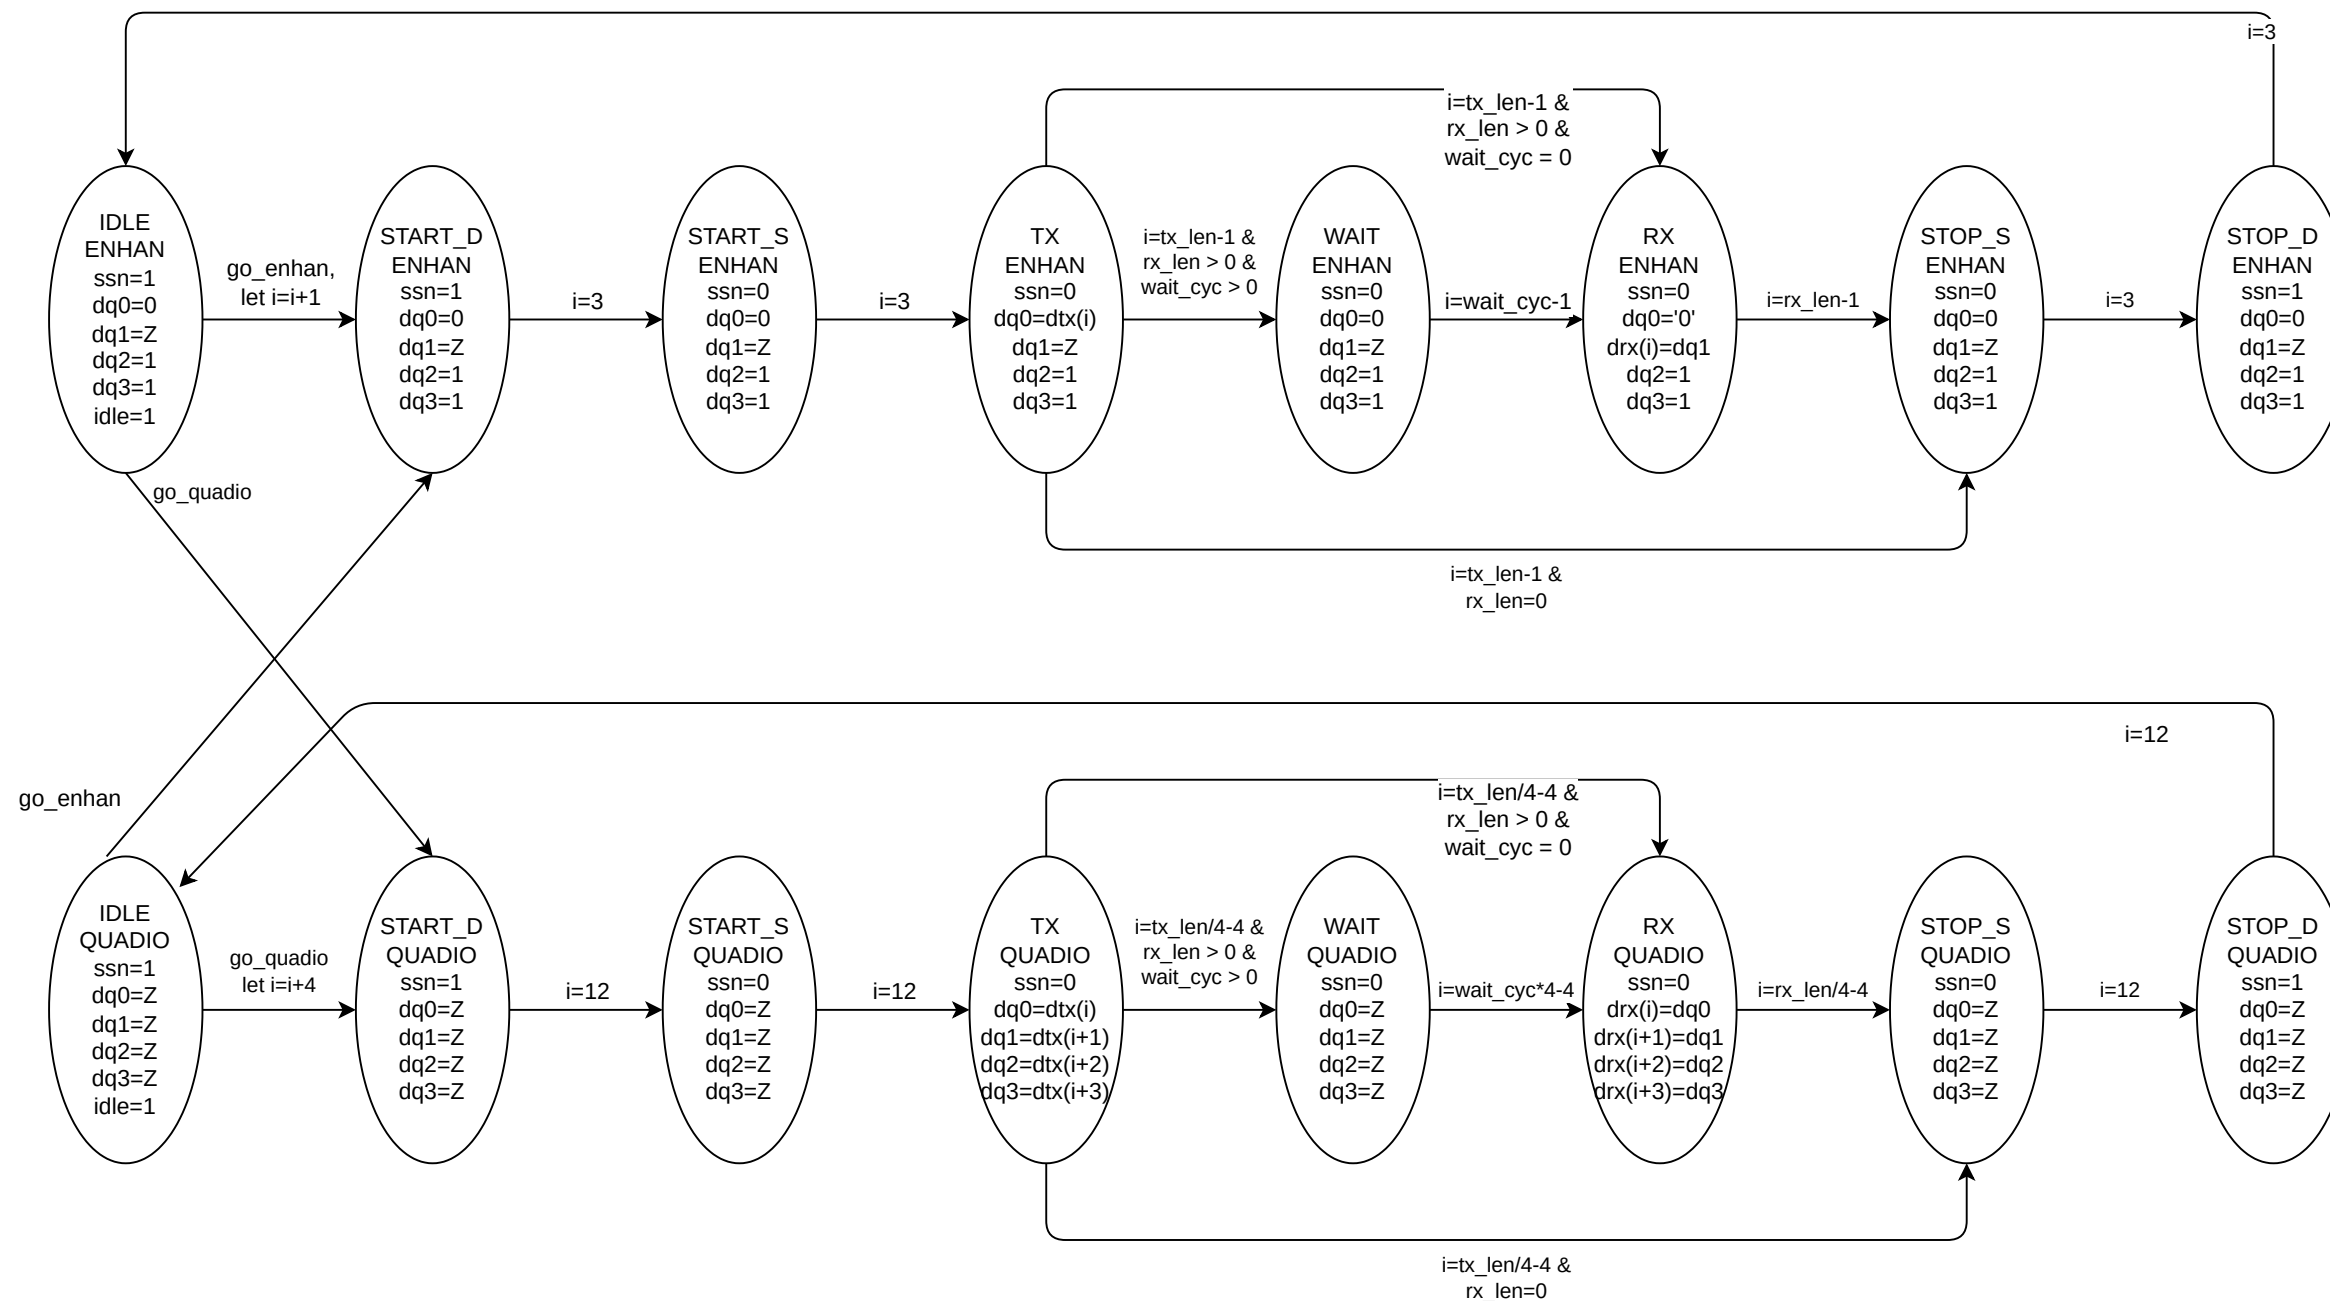 i=3
i=tx_len-1 &
rx_len > 0 &
wait_cyc = 0
IDLE
ENHAN
ssn=1
dq0=0
dq1=Z
dq2=1
dq3=1
idle=1
go_enhan,
let i=i+1
START_D
ENHAN
ssn=1
dq0=0
dq1=Z
dq2=1
dq3=1
i=3
START_S
ENHAN
ssn=0
dq0=0
dq1=Z
dq2=1
dq3=1
i=3
TX
ENHAN
ssn=0
dq0=dtx(i)
dq1=Z
dq2=1
dq3=1
i=tx_len-1 &
rx_len > 0 &
wait_cyc > 0
WAIT
ENHAN
ssn=0
dq0=0
dq1=Z
dq2=1
dq3=1
i=wait_cyc-1
RX
ENHAN
ssn=0
dq0='0'
drx(i)=dq1
dq2=1
dq3=1
i=rx_len-1
STOP_S
ENHAN
ssn=0
dq0=0
dq1=Z
dq2=1
dq3=1
i=3
STOP_D
ENHAN
ssn=1
dq0=0
dq1=Z
dq2=1
dq3=1
go_quadio
i=tx_len-1 &
rx_len=0
go_enhan
i=12
i=tx_len/4-4 &
rx_len > 0 &
wait_cyc = 0
IDLE
QUADIO
ssn=1
dq0=Z
dq1=Z
dq2=Z
dq3=Z
idle=1
go_quadio
let i=i+4
START_D
QUADIO
ssn=1
dq0=Z
dq1=Z
dq2=Z
dq3=Z
i=12
START_S
QUADIO
ssn=0
dq0=Z
dq1=Z
dq2=Z
dq3=Z
i=12
TX
QUADIO
ssn=0
dq0=dtx(i)
dq1=dtx(i+1)
dq2=dtx(i+2)
dq3=dtx(i+3)
i=tx_len/4-4 &
rx_len > 0 &
wait_cyc > 0
WAIT
QUADIO
ssn=0
dq0=Z
dq1=Z
dq2=Z
dq3=Z
i=wait_cyc*4-4
RX
QUADIO
ssn=0
drx(i)=dq0
drx(i+1)=dq1
drx(i+2)=dq2
drx(i+3)=dq3
i=rx_len/4-4
STOP_S
QUADIO
ssn=0
dq0=Z
dq1=Z
dq2=Z
dq3=Z
i=12
STOP_D
QUADIO
ssn=1
dq0=Z
dq1=Z
dq2=Z
dq3=Z
i=tx_len/4-4 &
rx_len=0